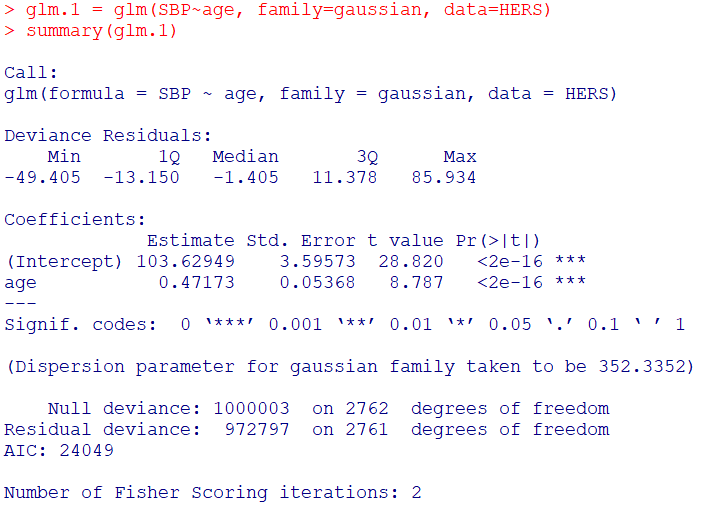 > glm.1 = glm(SBP~age, family=gaussian, data=HERS)
> summary(glm.1)
Call:
glm(formula = SBP ~ age, family = gaussian, data = HERS)
Deviance Residuals:
    Min       1Q   Median       3Q      Max
-49.405  -13.150   -1.405   11.378   85.934
Coefficients:
             Estimate Std. Error t value Pr(>|t|)
(Intercept) 103.62949    3.59573  28.820   <2e-16 ***
age           0.47173    0.05368   8.787   <2e-16 ***
---
Signif. codes:  0 ‘***’ 0.001 ‘**’ 0.01 ‘*’ 0.05 ‘.’ 0.1 ‘ ’ 1
(Dispersion parameter for gaussian family taken to be 352.3352)
    Null deviance: 1000003  on 2762  degrees of freedom
Residual deviance:  972797  on 2761  degrees of freedom
AIC: 24049
Number of Fisher Scoring iterations: 2